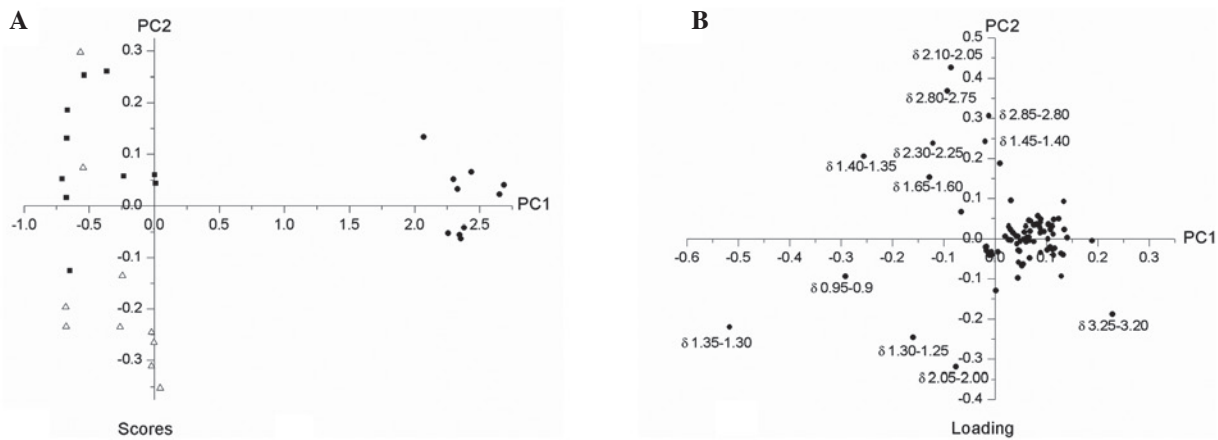 A
PC2
0.3
0.2
0.1
0.0
-0.1
-0.2
-0.3
-1.0
-0.5
0.0
0.5
1.0
1.5
2.0
2.5
PC1
Scores
B
PC2
0.5
0.4
0.3
0.2
0.1
0.0
-0.1
-0.2
-0.3
-0.4
-0.6
-0.5
-0.4
-0.3
-0.2
-0.1
0.0
0.1
0.2
0.3
PC1
δ 2.10-2.05
δ 2.80-2.75
δ 2.85-2.80
δ 2.30-2.25
δ 1.45-1.40
δ 1.40-1.35
δ 1.65-1.60
δ 0.95-0.9
δ 3.25-3.20
δ 1.35-1.30
δ 1.30-1.25
δ 2.05-2.00
Loading